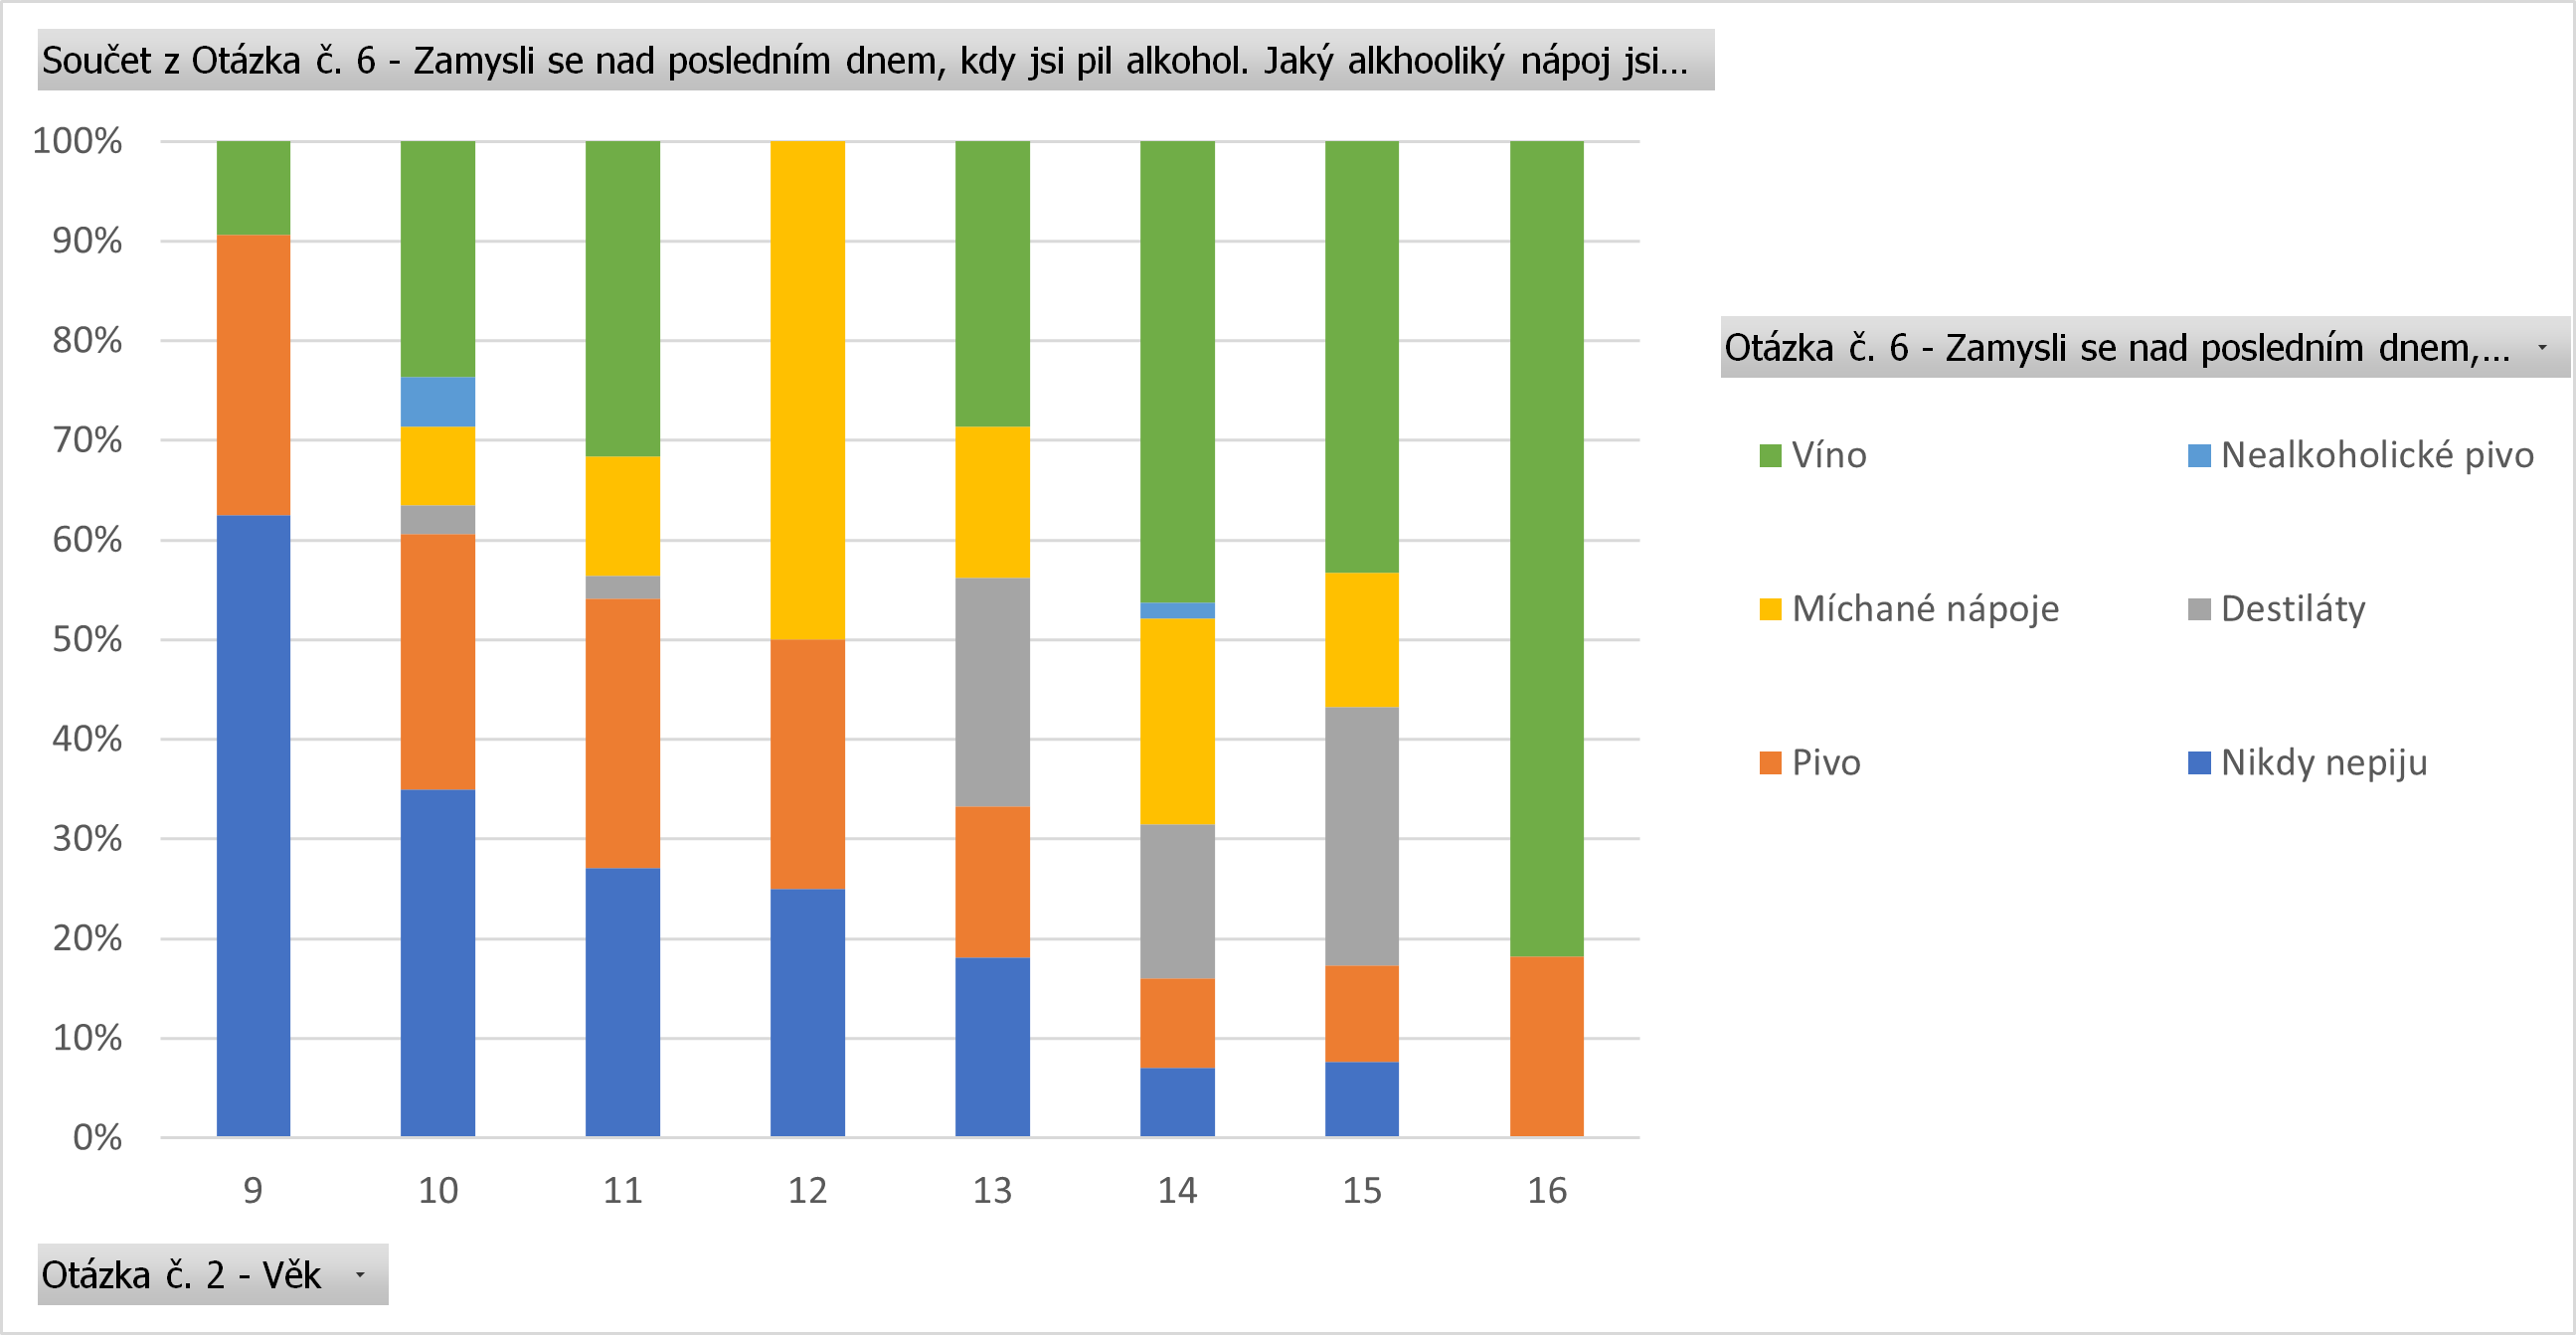 Součet z Otázka č. 6 - Zamysli se nad posledním dnem, kdy jsi pil alkohol. Jaký alkhooliký nápoj jsi...
100%
90%
80%
70%
60%
50%
40%
30%
20%
10%
0%
9 10 11 12 13 14 15 16
Otázka č. 6 - Zamysli se nad posledním dnem,...
Víno Nealkoholické pivo
Míchané nápoje Destiláty
Pivo Nikdy nepiju
Otázka č. 2 - Věk